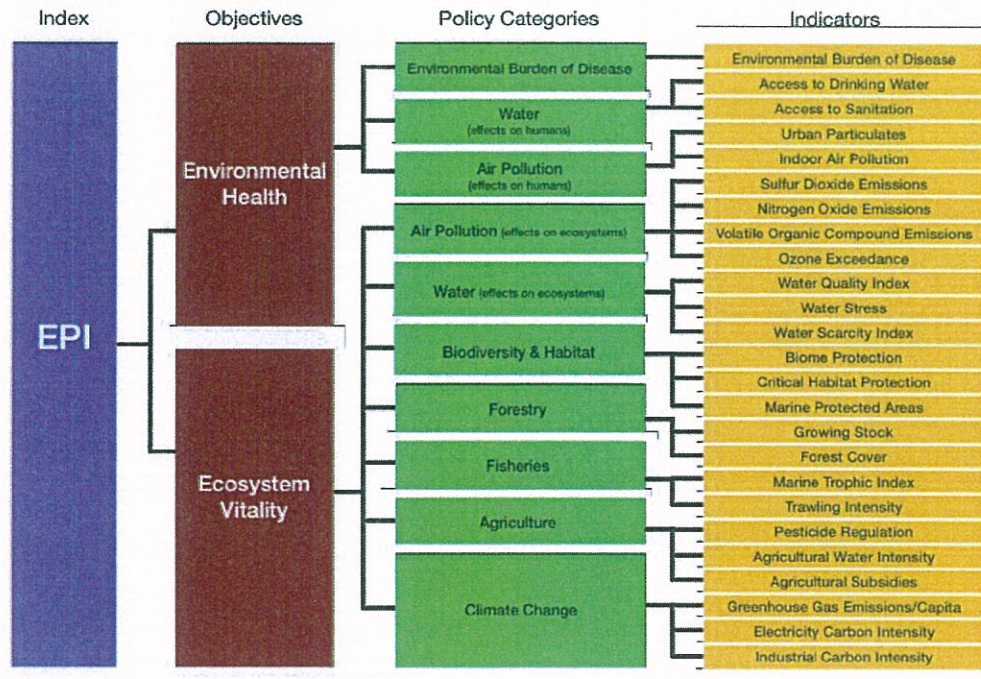 Index
Objectives
Policy Categories
Indicators
EPI
Environmental
Health
Ecosystem
Vitality
Environmental Burden of Disease
Water
(effects on humans)
Air Pollution
(effects on humans)
Air Pollution (effects on ecosystems)
Water (effects on ecosystems)
Biodiversity & Habitat
Forestry
Fisheries
Agriculture
Climate Change
Environmental Burden of Disease
Access to Drinking Water
Access to Sanitation
Urban Particulates
Indoor Air Pollution
Sulfur Dioxide Emissions
Nitrogen Oxide Emissions
Volatile Organic Compound Emissions
Ozone Exceedance
Water Quality Index
Water Stress
Water Scarcity Index
Biome Protection
Critical Habitat Protection
Marine Protected Areas
Growing Stock
Forest Cover
Marine Trophic Index
Trawling Intensity
Pesticide Regulation
Agricultural Water Intensity
Agricultural Subsidies
Greenhouse Gas Emissions/Capita
Electricity Carbon Intensity
Industrial Carbon Intensity